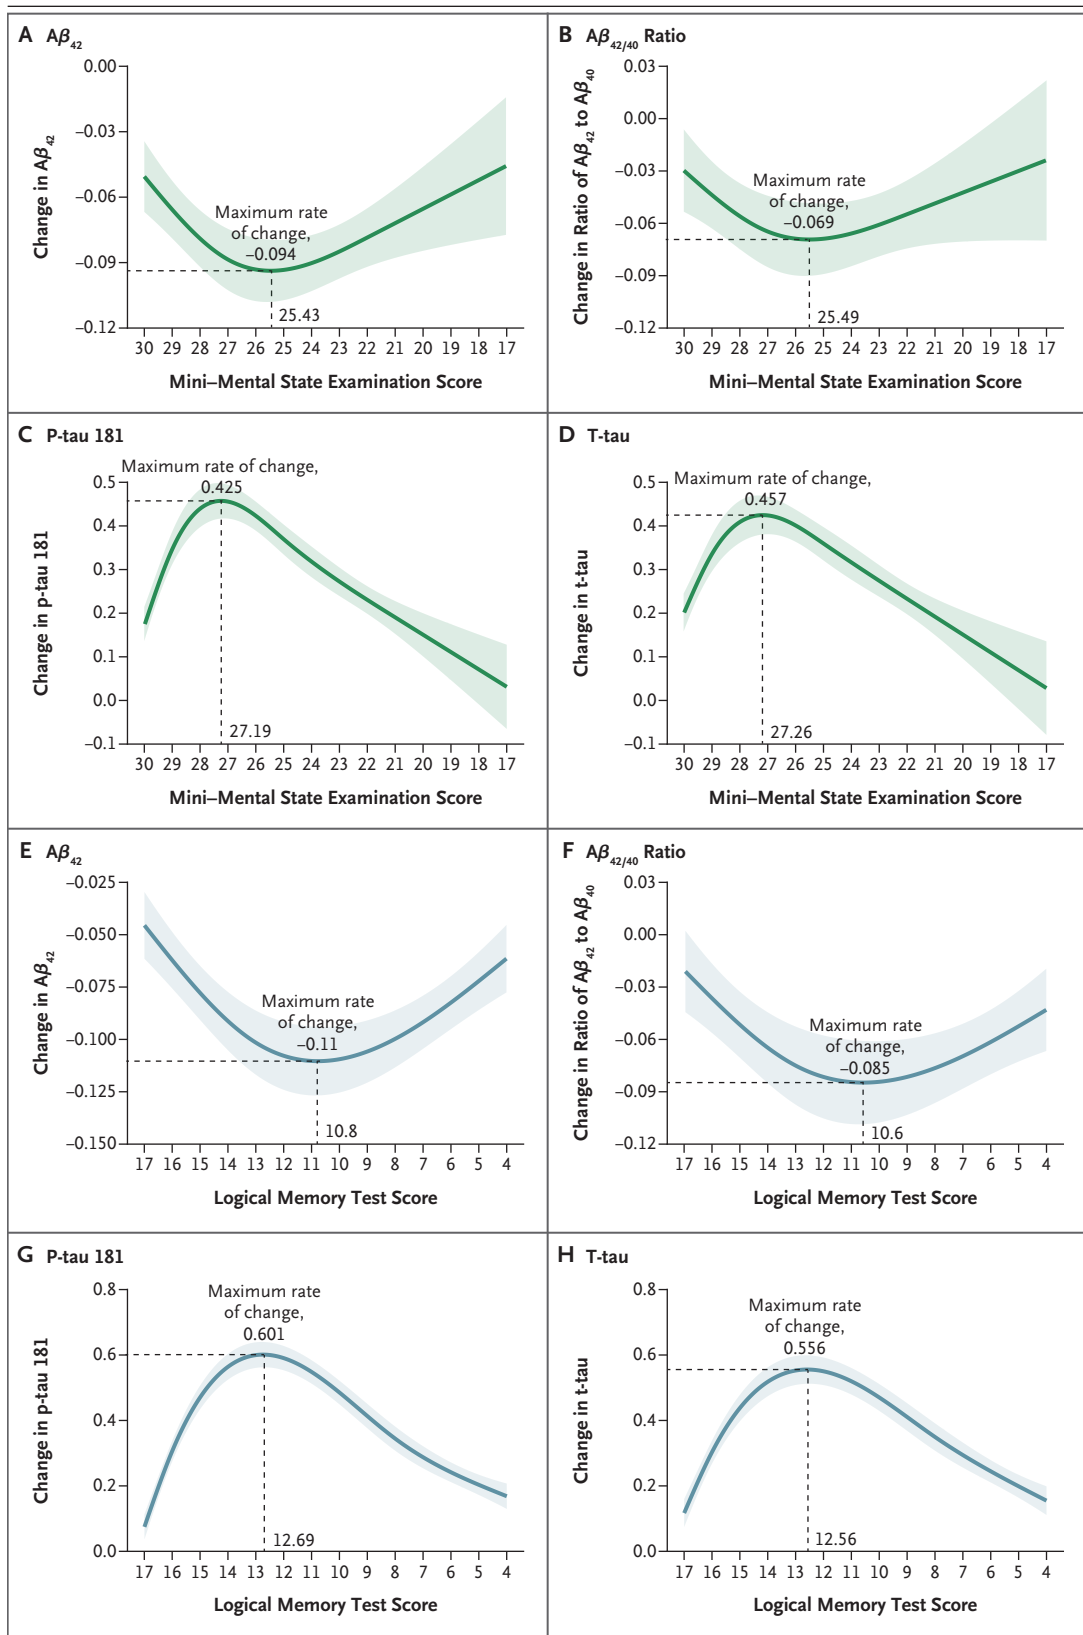 A Aβ42
0.00
−0.03
−0.06
−0.09
−0.12
Change in Aβ42
Maximum rate
of change,
−0.094
25.43
30 29 28 27 26 25 24 23 22 21 20 19 18 17
Mini–Mental State Examination Score
B Aβ42/40 Ratio
0.03
0.00
−0.03
−0.06
−0.09
−0.12
Change in Ratio of Aβ42 to Aβ40
Maximum rate
of change,
−0.069
25.49
30 29 28 27 26 25 24 23 22 21 20 19 18 17
Mini–Mental State Examination Score
C P-tau 181
Maximum rate of change,
0.425
0.5
0.4
0.3
0.2
0.1
0.0
−0.1
Change in p-tau 181
27.19
30 29 28 27 26 25 24 23 22 21 20 19 18 17
Mini–Mental State Examination Score
D T-tau
Maximum rate of change,
0.457
0.5
0.4
0.3
0.2
0.1
0.0
−0.1
Change in t-tau
27.26
30 29 28 27 26 25 24 23 22 21 20 19 18 17
Mini–Mental State Examination Score
E Aβ42
−0.025
−0.050
−0.075
−0.100
−0.125
−0.150
Change in Aβ42
Maximum rate
of change,
−0.11
10.8
17 16 15 14 13 12 11 10 9 8 7 6 5 4
Logical Memory Test Score
F Aβ42/40 Ratio
0.03
0.00
−0.03
−0.06
−0.09
−0.12
Change in Ratio of Aβ42 to Aβ40
Maximum rate
of change,
−0.085
10.6
17 16 15 14 13 12 11 10 9 8 7 6 5 4
Logical Memory Test Score
G P-tau 181
0.8
0.6
0.4
0.2
0.0
Change in p-tau 181
Maximum rate
of change,
0.601
12.69
17 16 15 14 13 12 11 10 9 8 7 6 5 4
Logical Memory Test Score
H T-tau
0.8
0.6
0.4
0.2
0.0
Change in t-tau
Maximum rate
of change,
0.556
12.56
17 16 15 14 13 12 11 10 9 8 7 6 5 4
Logical Memory Test Score